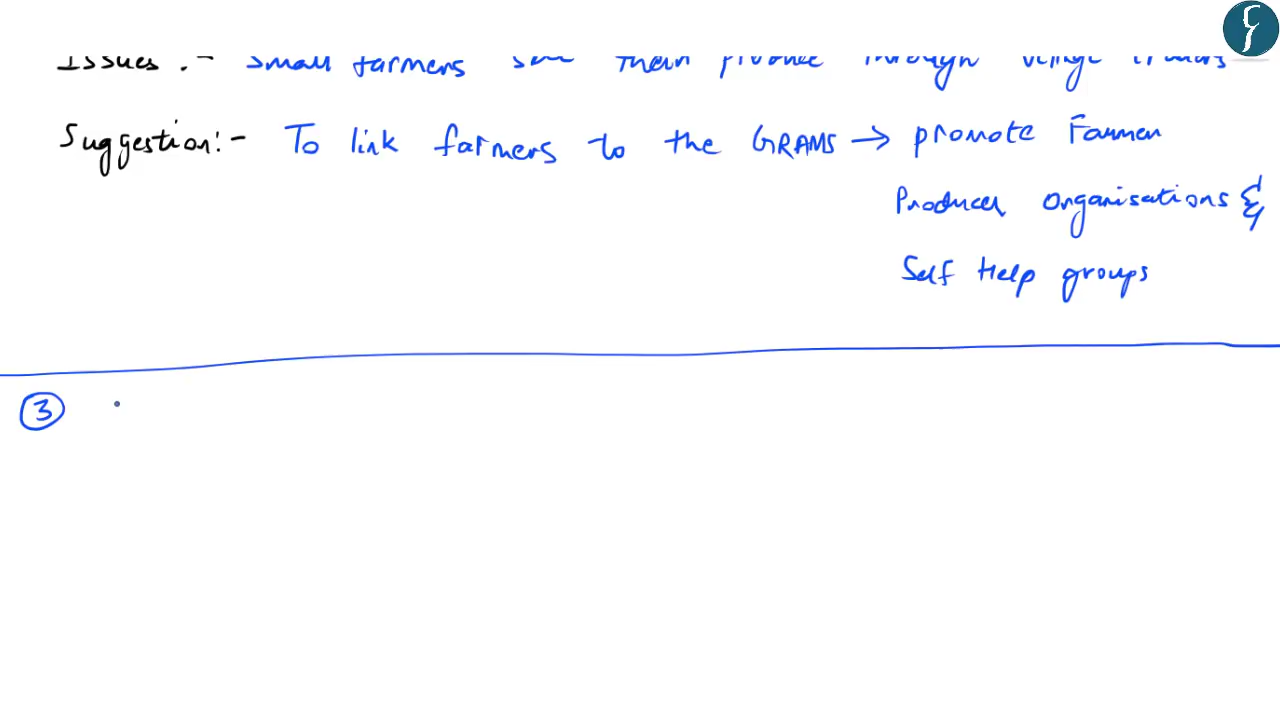 Issues :- Small farmers sell their produce through village traders
Suggestion:- To link farmers to the GRAMS → promote Farmer
Producer Organisations &
Self Help groups
3